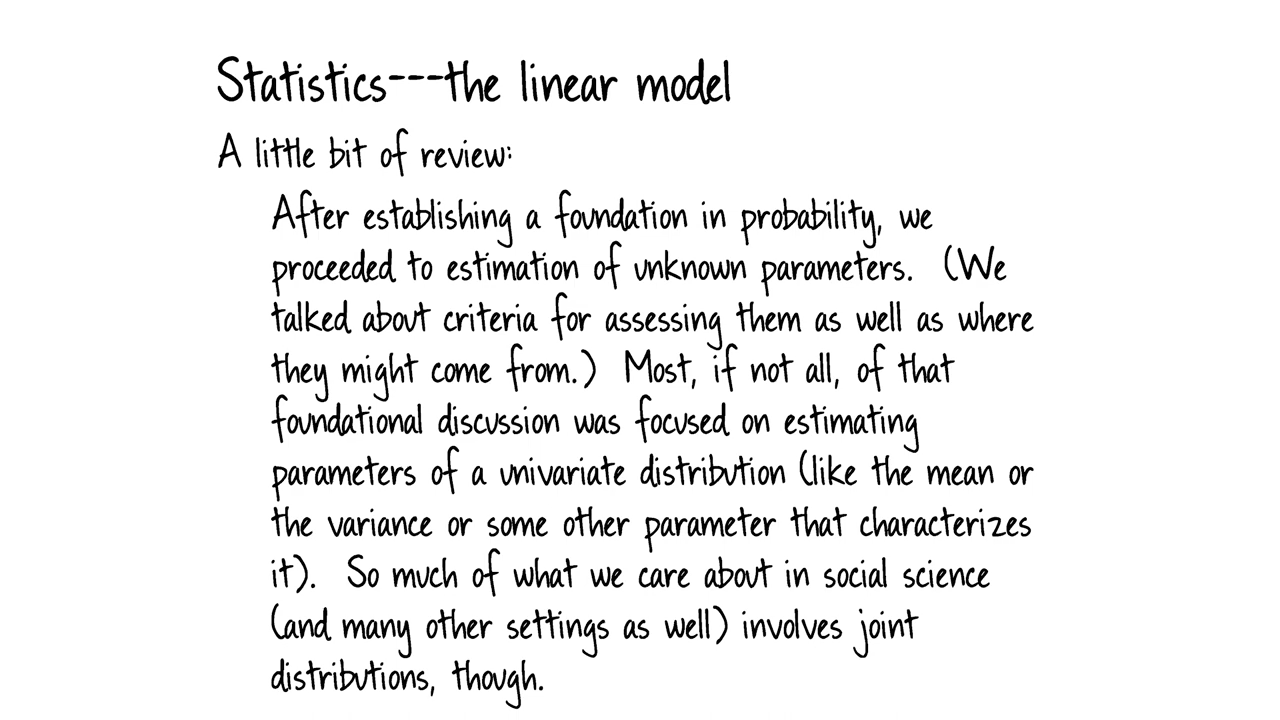 Statistics---the linear model
A little bit of review:
After establishing a foundation in probability, we
proceeded to estimation of unknown parameters. (We
talked about criteria for assessing them as well as where
they might come from.) Most, if not all, of that
foundational discussion was focused on estimating
parameters of a univariate distribution (like the mean or
the variance or some other parameter that characterizes
it). So much of what we care about in social science
(and many other settings as well) involves joint
distributions, though.